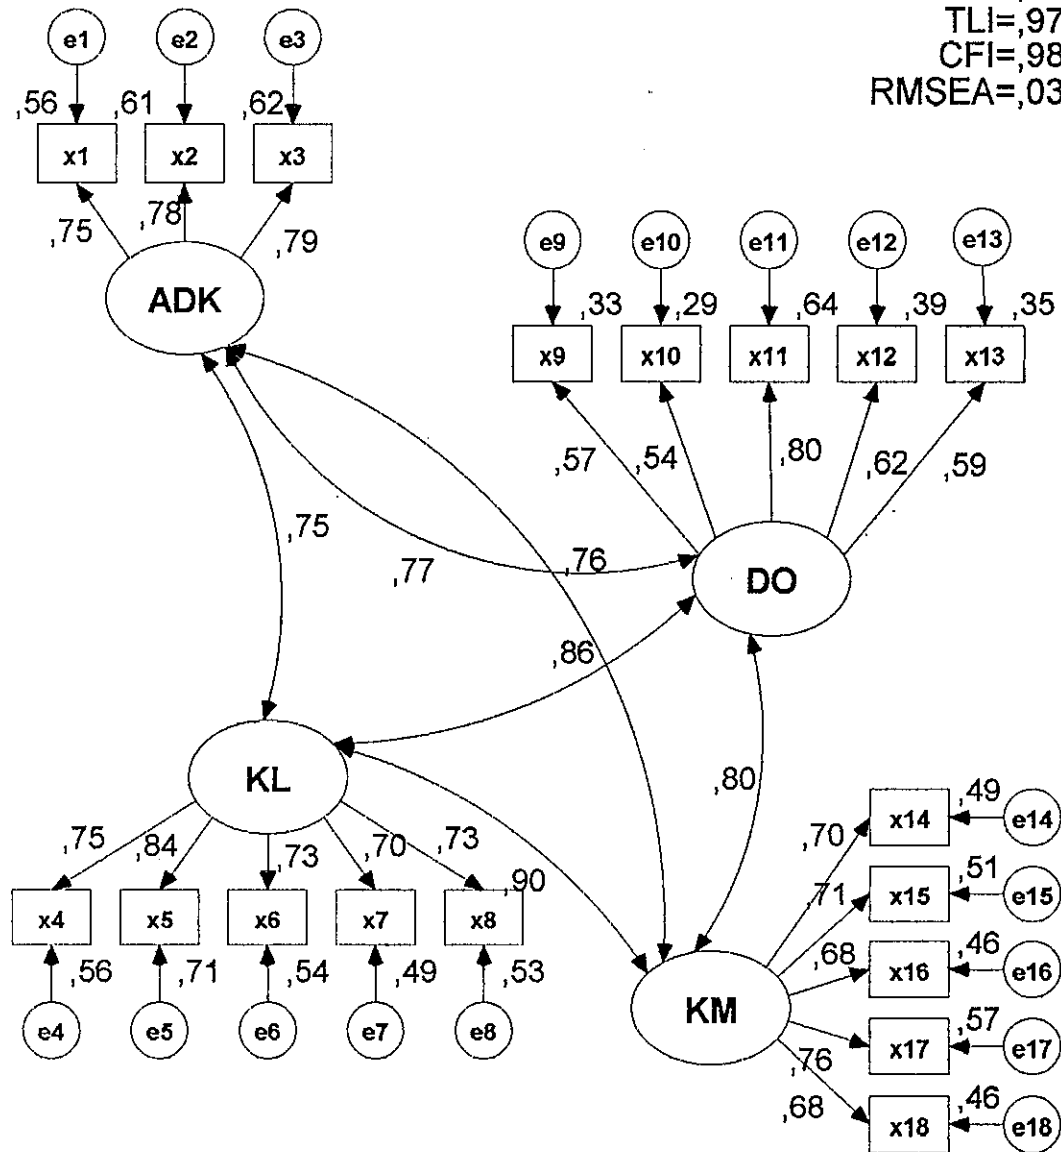 TLI=,97
CFI=,98
RMSEA=,03
e1 e2 e3
,56 ,61 ,62
x1 x2 x3
,75 ,78 ,79
ADK
e9 e10 e11 e12 e13
,33 ,29 ,64 ,39 ,35
x9 x10 x11 x12 x13
,57 ,54 ,80 ,62 ,59
DO
,75 ,77 ,76
,86
,80
KL
,75 ,84 ,73 ,70 ,73
,90
x4 x5 x6 x7 x8
,56 ,71 ,54 ,49 ,53
e4 e5 e6 e7 e8
KM
,70 x14 ,49 e14
,71 x15 ,51 e15
,68 x16 ,46 e16
,76 x17 ,57 e17
,68 x18 ,46 e18